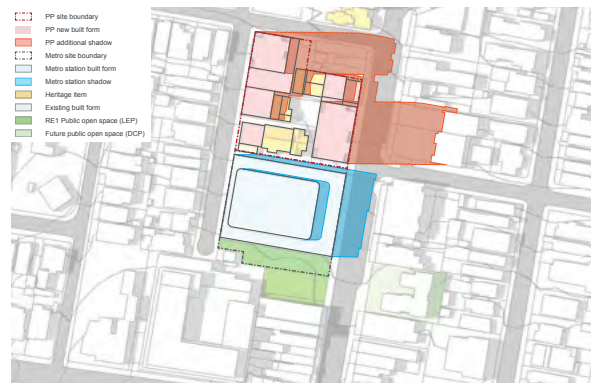 PP site boundary
PP new built form
PP additional shadow
Metro site boundary
Metro station built form
Metro station shadow
Heritage item
Existing built form
RE1 Public open space (LEP)
Future public open space (DCP)